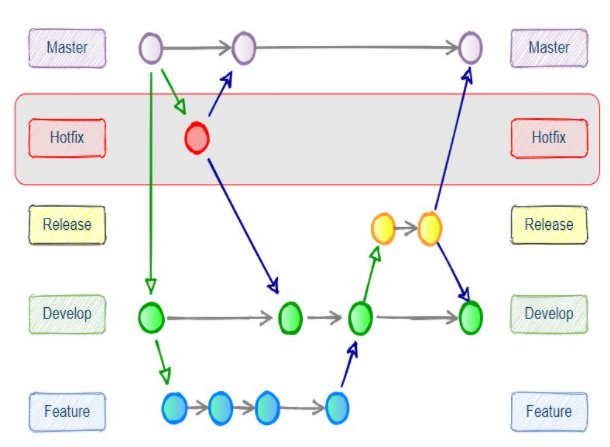 Master
Master
Hotfix
Hotfix
Release
Release
Develop
Develop
Feature
Feature